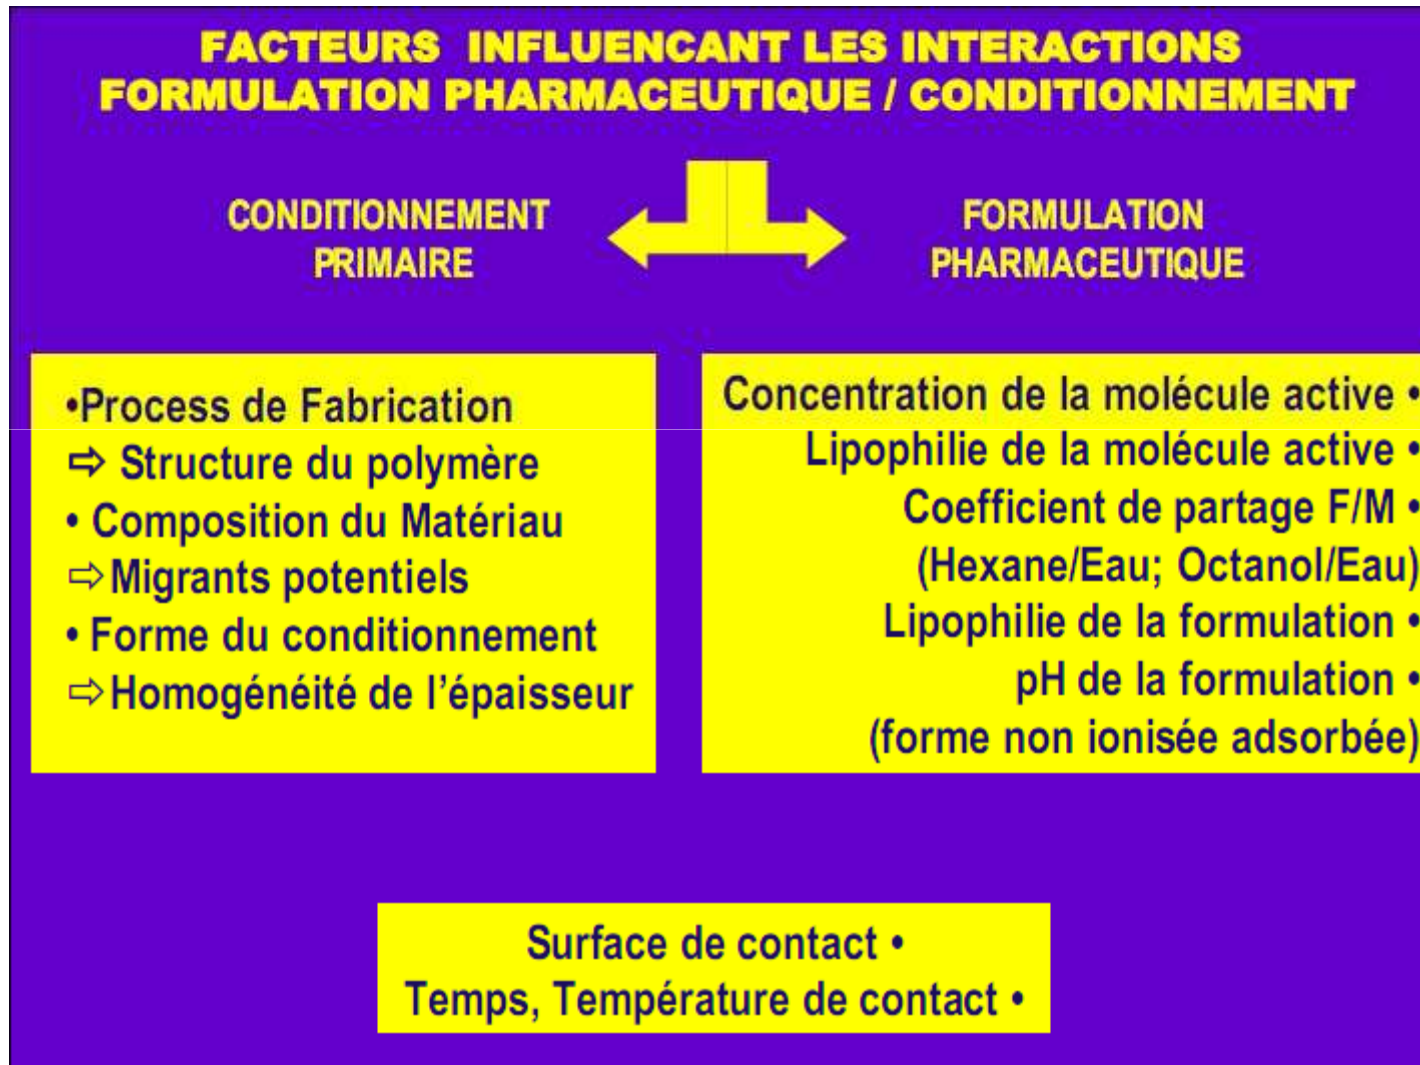 FACTEURS INFLUENCANT LES INTERACTIONS
FORMULATION PHARMACEUTIQUE / CONDITIONNEMENT
CONDITIONNEMENT
PRIMAIRE
FORMULATION
PHARMACEUTIQUE
•Process de Fabrication
⇨ Structure du polymère
• Composition du Matériau
⇨Migrants potentiels
• Forme du conditionnement
⇨Homogénéité de l'épaisseur
Concentration de la molécule active •
Lipophilie de la molécule active •
Coefficient de partage F/M •
(Hexane/Eau; Octanol/Eau)
Lipophilie de la formulation •
pH de la formulation •
(forme non ionisée adsorbée)
Surface de contact •
Temps, Température de contact •